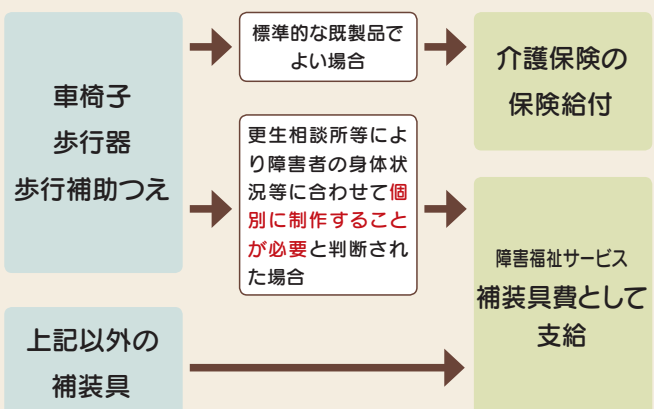 車椅子
歩行器
歩行補助つえ
標準的な既製品で
よい場合
介護保険の
保険給付
更生相談所等によ
り障害者の身体状
況等に合わせて個
別に制作すること
が必要と判断され
た場合
障害福祉サービス
補装具費として
支給
上記以外の
補装具